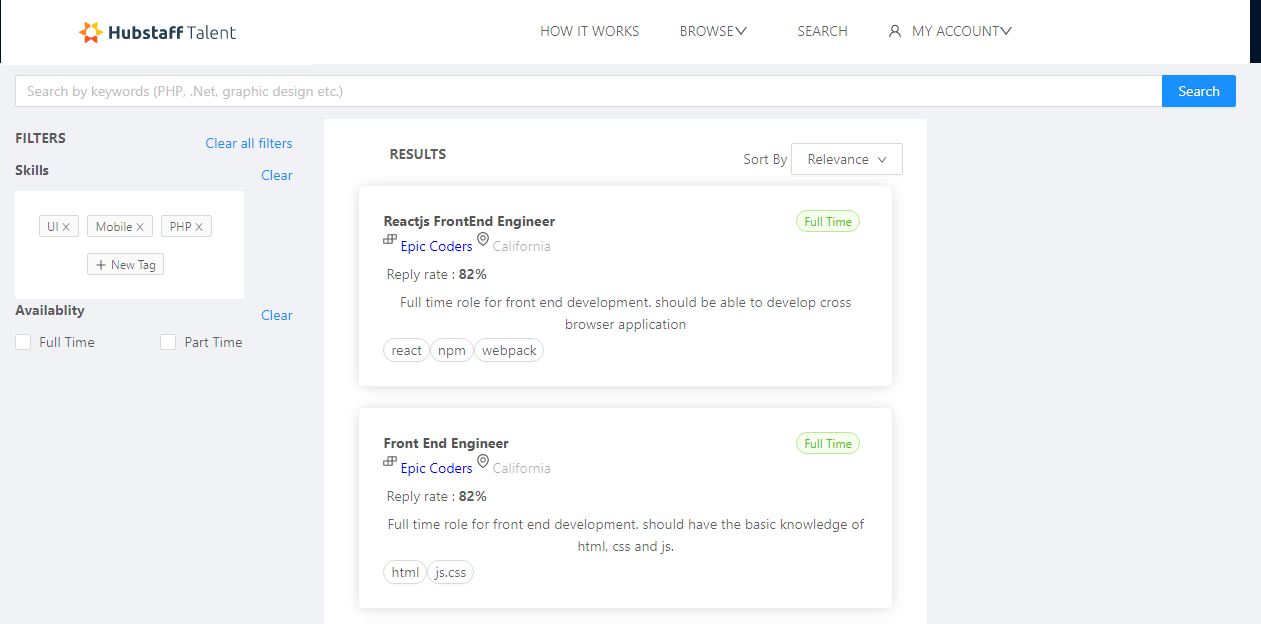 Hubstaff Talent
HOW IT WORKS
BROWSE
SEARCH
MY ACCOUNT
Search by keywords (PHP, .Net, graphic design etc.)
Search
FILTERS
Clear all filters
Skills
Clear
UI X
Mobile X
PHP X
+ New Tag
Availablity
Clear
Full Time
Part Time
RESULTS
Sort By
Relevance
Reactjs FrontEnd Engineer
Full Time
Epic Coders
California
Reply rate : 82%
Full time role for front end development. should be able to develop cross
browser application
react
npm
webpack
Front End Engineer
Full Time
Epic Coders
California
Reply rate : 82%
Full time role for front end development. should have the basic knowledge of
html, css and js.
html
js.css